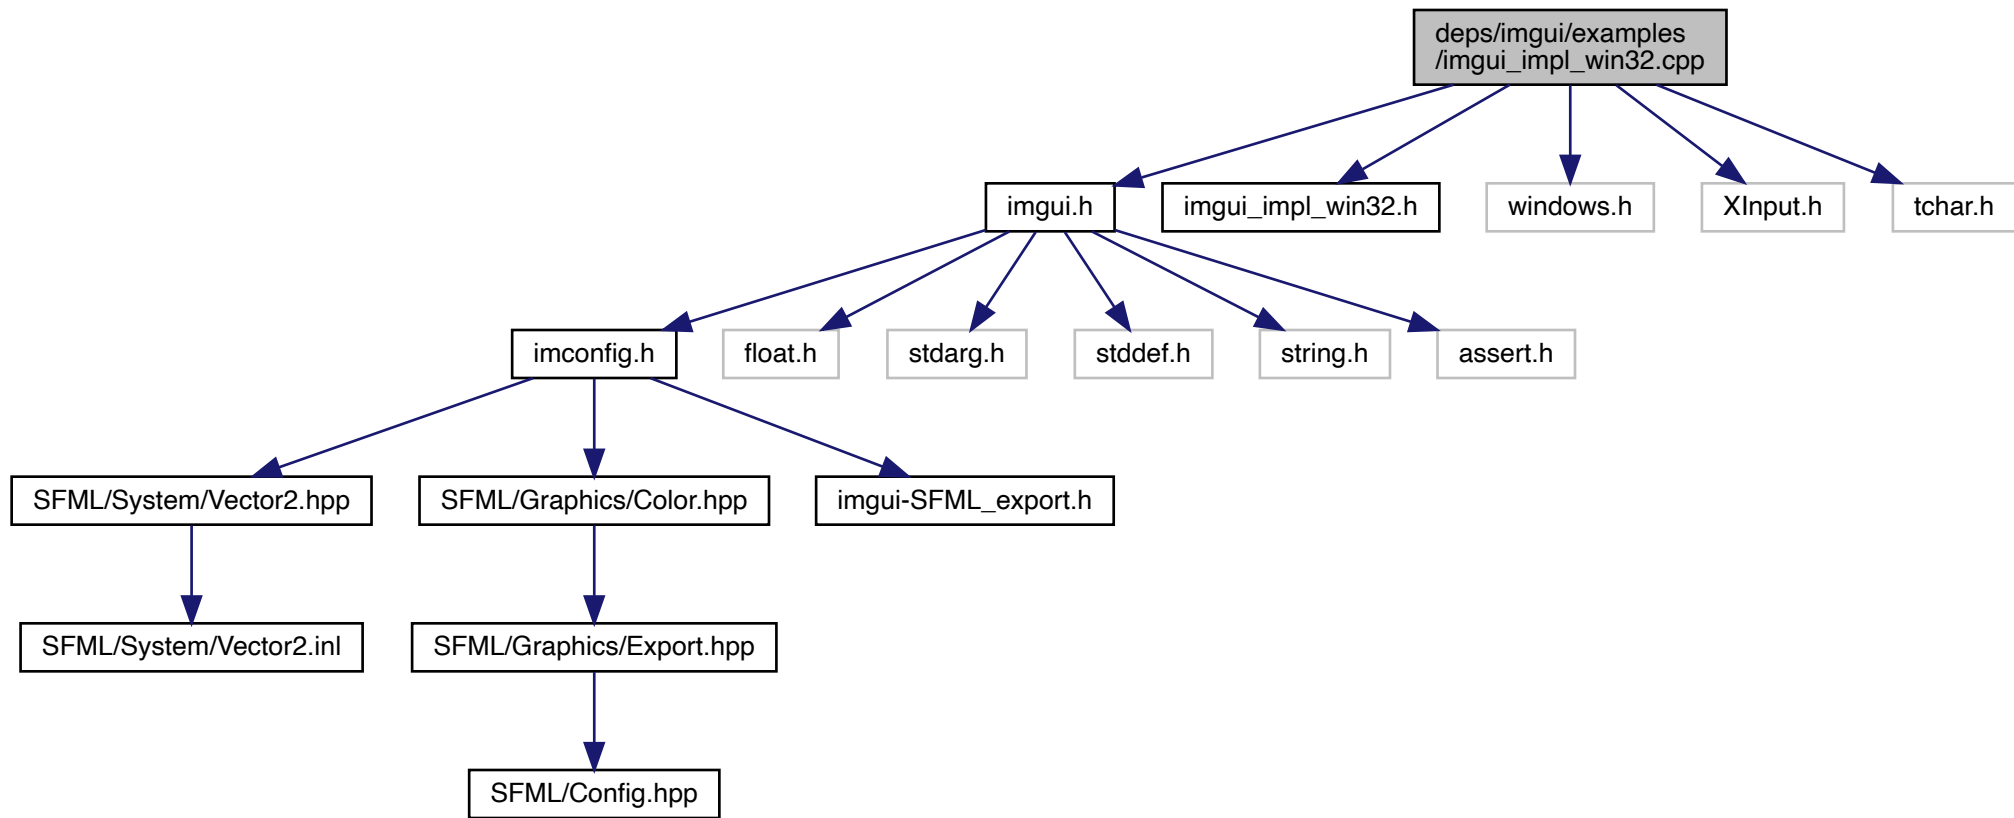 deps/imgui/examples
/imgui_impl_win32.cpp
imgui.h
imgui_impl_win32.h
windows.h
XInput.h
tchar.h
imconfig.h
float.h
stdarg.h
stddef.h
string.h
assert.h
SFML/System/Vector2.hpp
SFML/Graphics/Color.hpp
imgui-SFML_export.h
SFML/System/Vector2.inl
SFML/Graphics/Export.hpp
SFML/Config.hpp